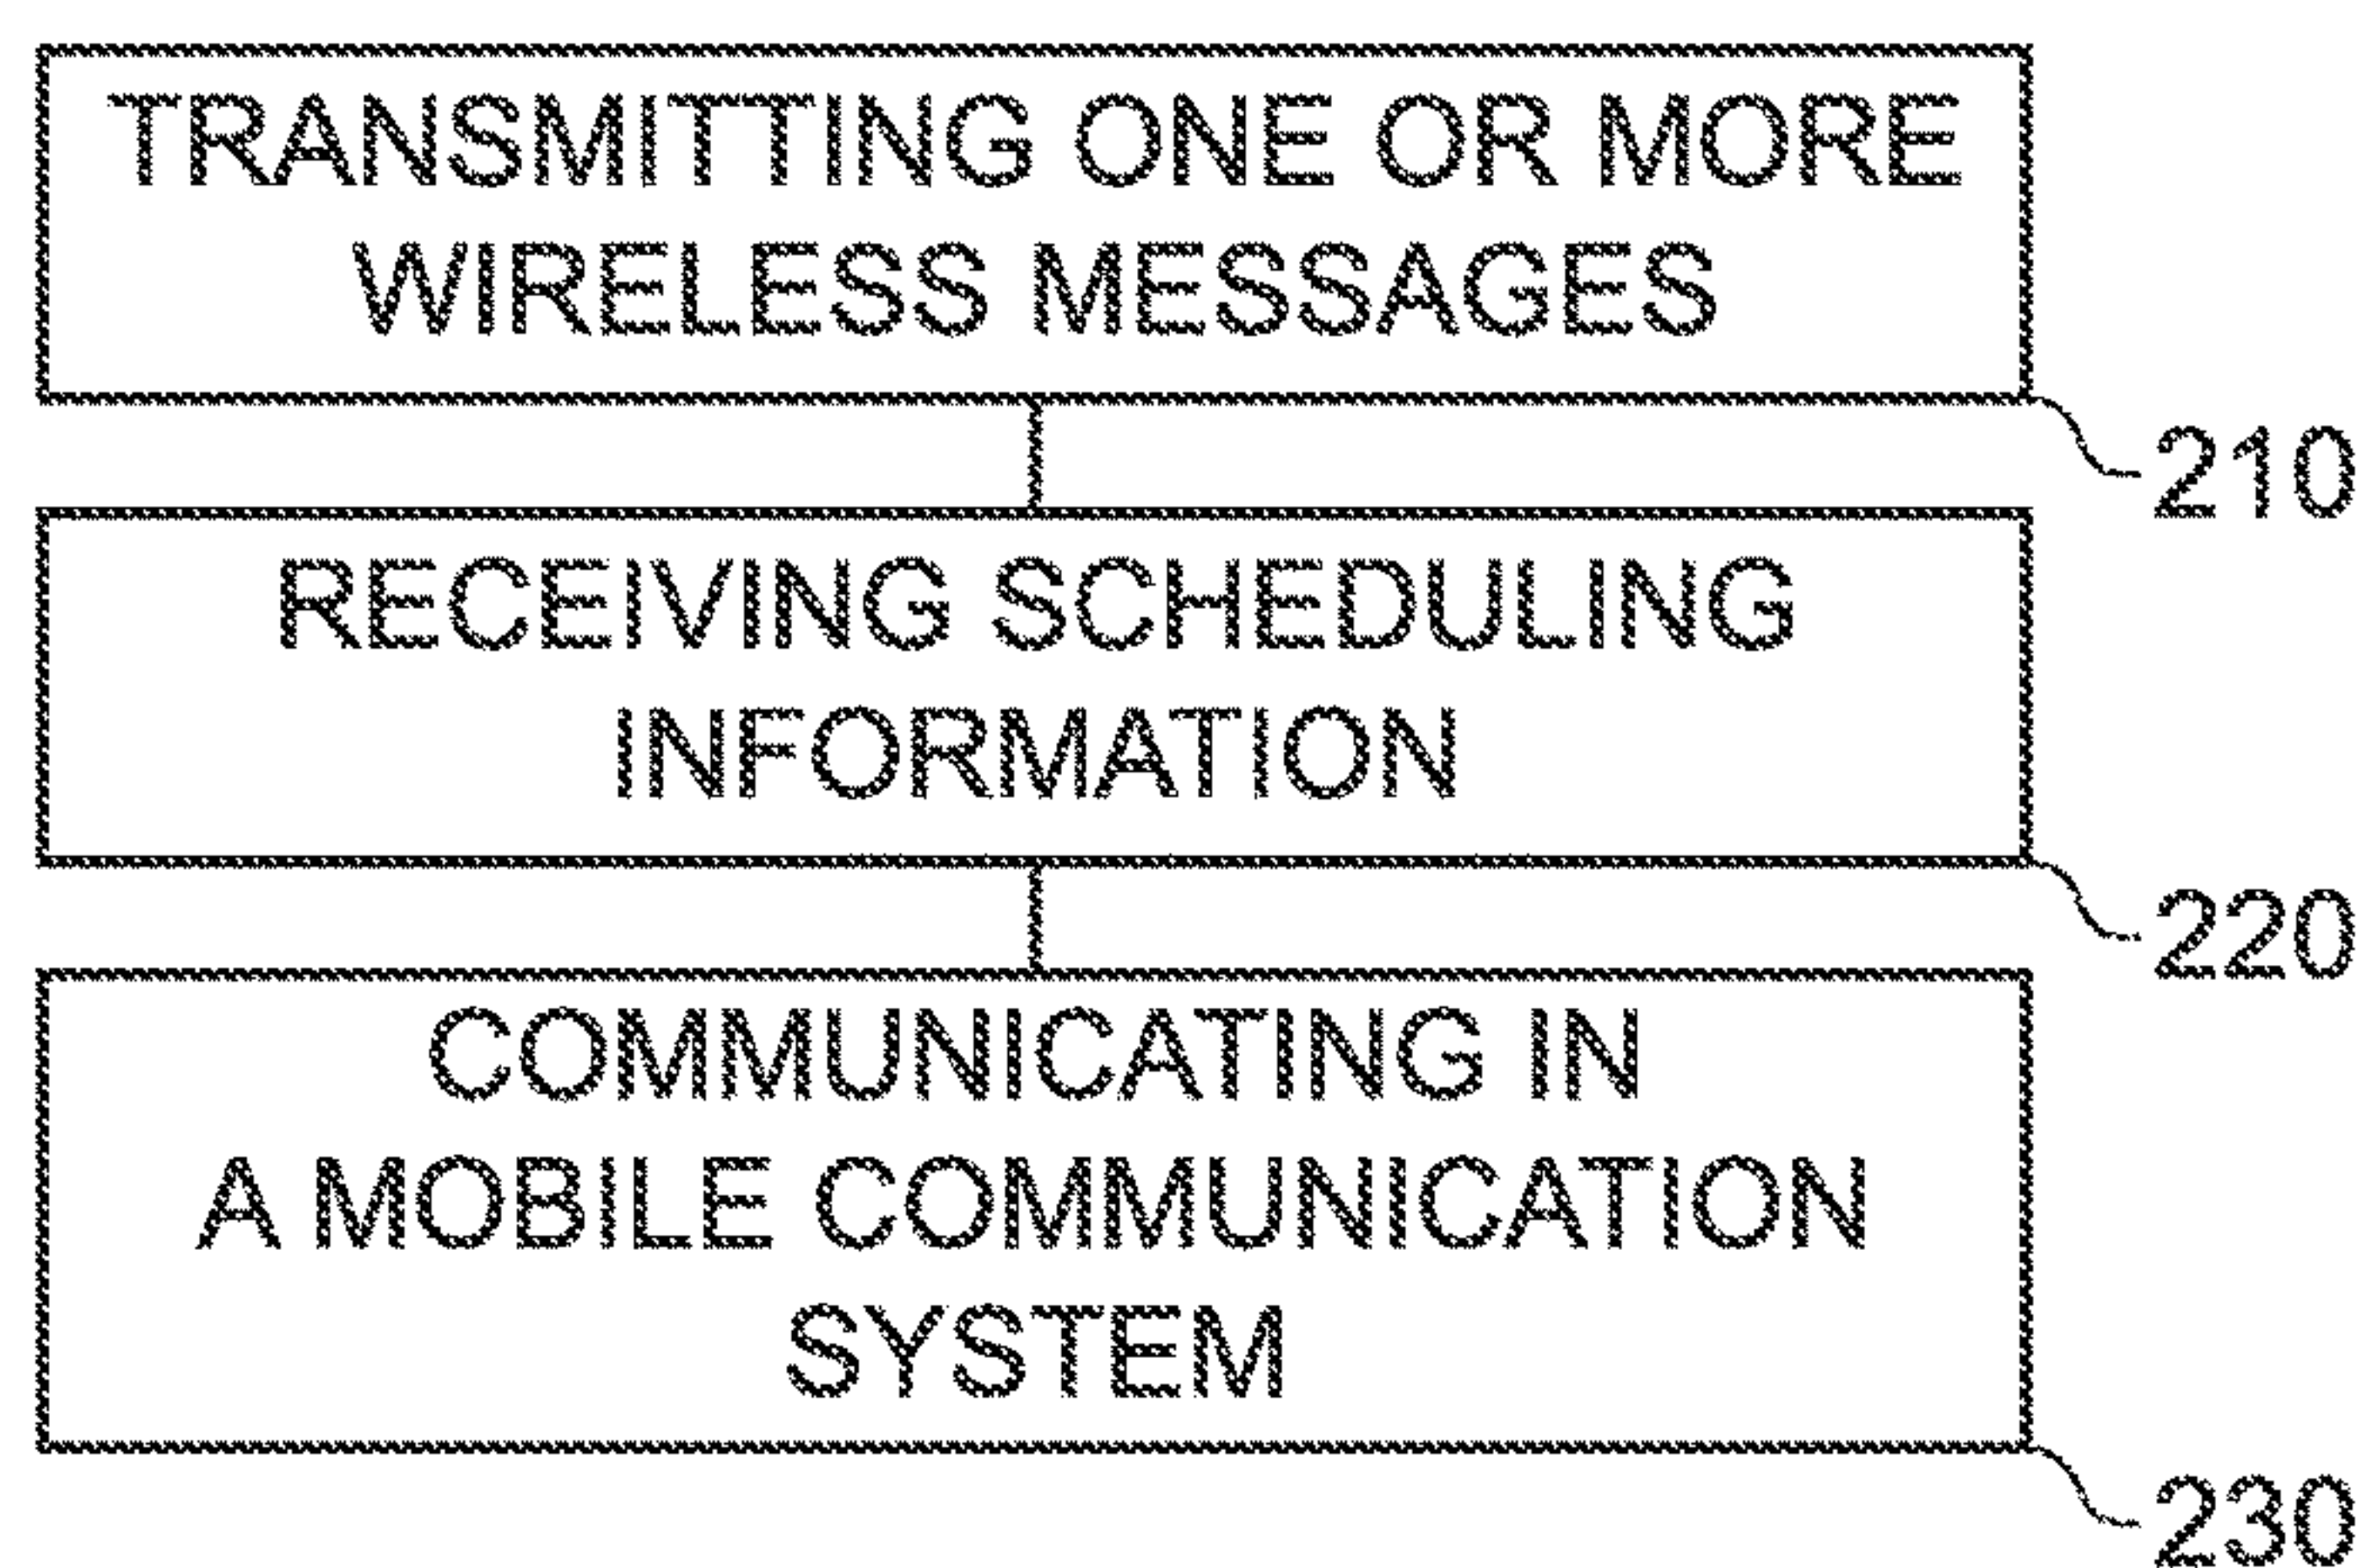 TRANSMITTING ONE OR MORE
WIRELESS MESSAGES
210
RECEIVING SCHEDULING
INFORMATION
220
COMMUNICATING IN
A MOBILE COMMUNICATION
SYSTEM
230